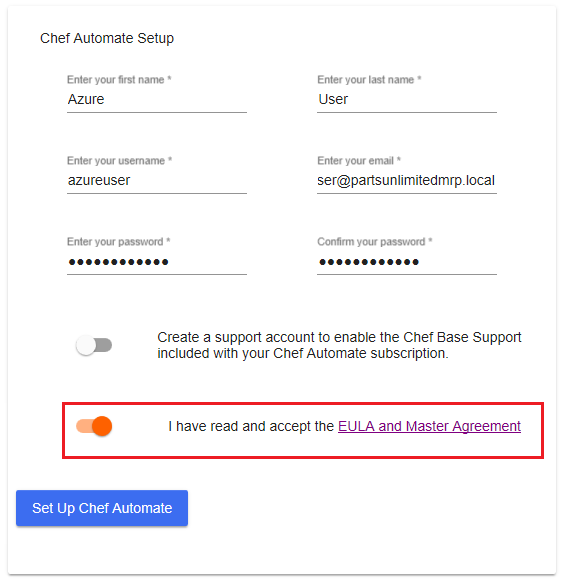 Chef Automate Setup
Enter your first name *
Enter your last name *
Azure
User
Enter your username *
Enter your email *
azureuser
ser@partsunlimitedmrp.local
Enter your password *
Confirm your password *
●●●●●●●●●●●●
●●●●●●●●●●●●
Create a support account to enable the Chef Base Support
included with your Chef Automate subscription.
I have read and accept the EULA and Master Agreement
Set Up Chef Automate